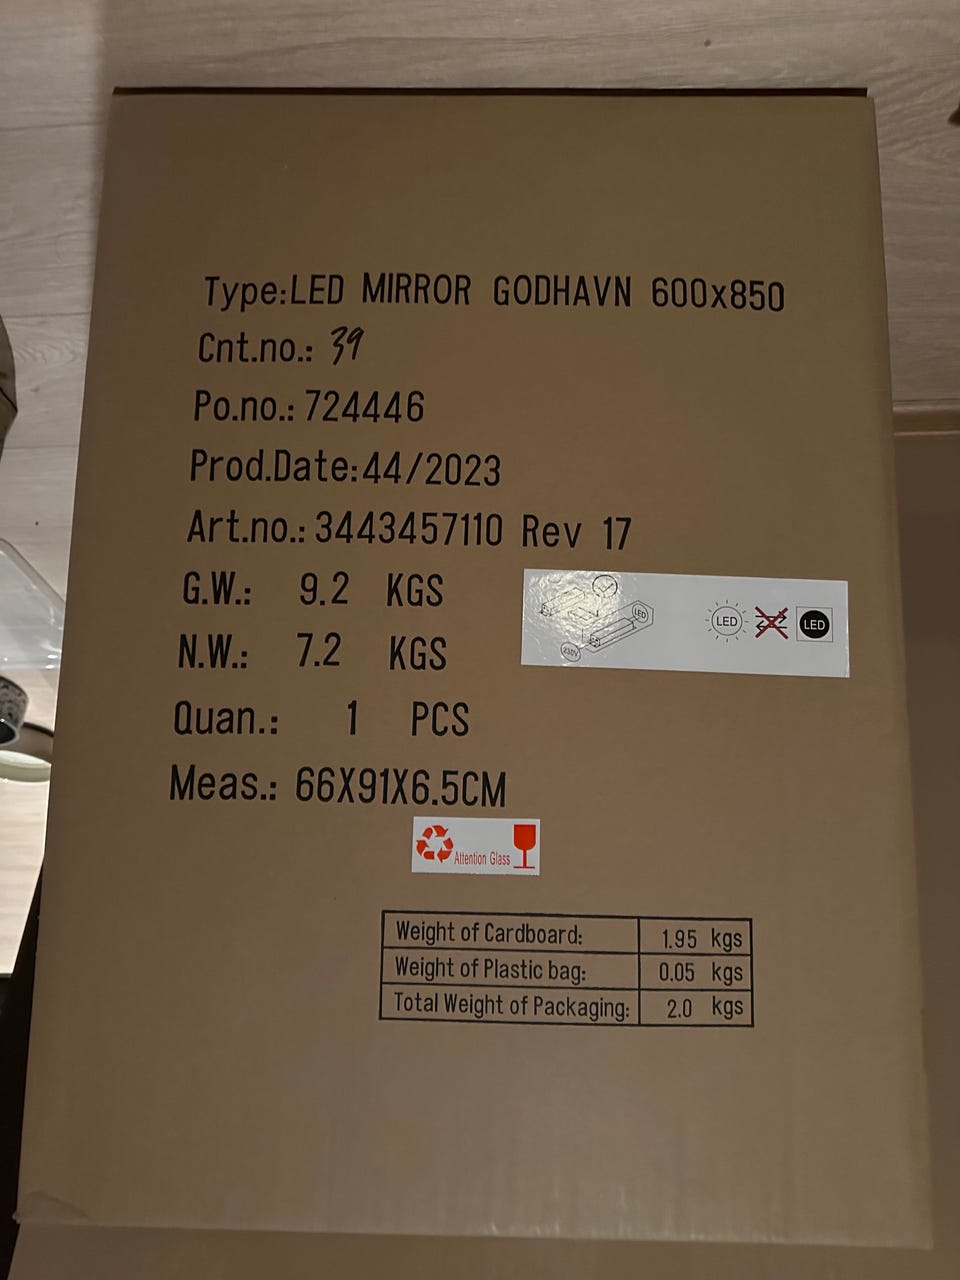 Type:LED MIRROR GODHAVN 600x850
Cnt.no.: 39
Po.no.: 724446
Prod.Date:44/2023
Art.no.: 3443457110 Rev 17
G.W.: 9.2 KGS
N.W.: 7.2 KGS
Quan.: 1 PCS
Meas.: 66X91X6.5CM
LED
230V
LED LED
Attention Glass
Weight of Cardboard: 1.95 kgs
Weight of Plastic bag: 0.05 kgs
Total Weight of Packaging: 2.0 kgs